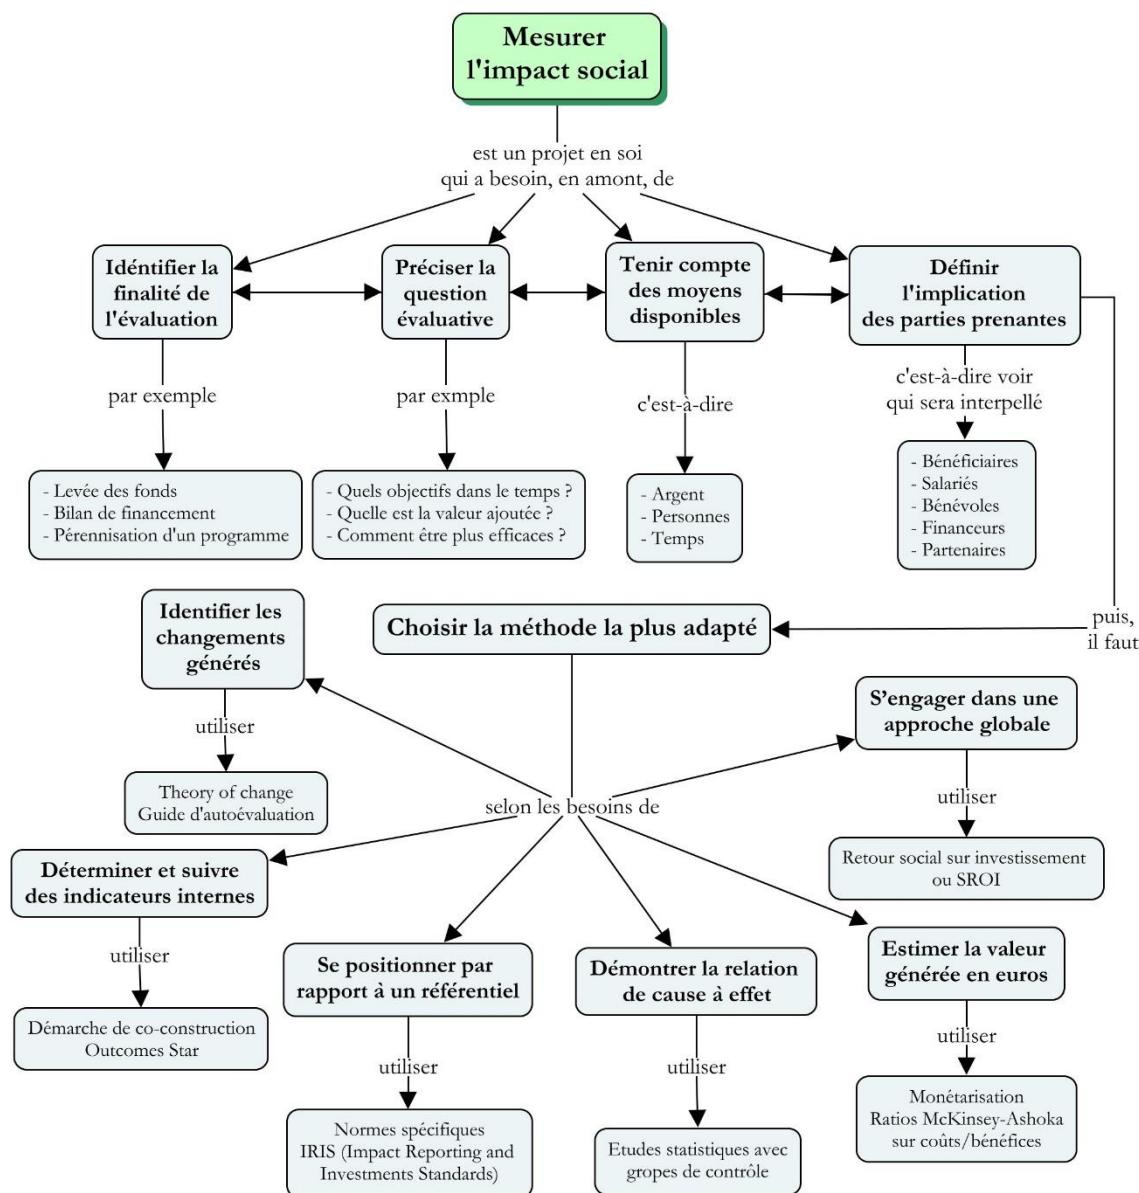 Mesurer
l'impact social
est un projet en soi
qui a besoin, en amont, de
Idéntifier la
finalité de
l'évaluation
Préciser la
question
évaluative
Tenir compte
des moyens
disponibles
Définir
l'implication
des parties prenantes
par exemple
par exmple
c'est-à-dire
c'est-à-dire voir
qui sera interpellé
- Levée des fonds
- Bilan de financement
- Pérennisation d'un programme
- Quels objectifs dans le temps ?
- Quelle est la valeur ajoutée ?
- Comment être plus efficaces ?
- Argent
- Personnes
- Temps
- Bénéficiaires
- Salariés
- Bénévoles
- Financeurs
- Partenaires
puis,
il faut
Choisir la méthode la plus adapté
selon les besoins de
Identifier les
changements
générés
utiliser
Theory of change
Guide d'autoévaluation
S'engager dans une
approche globale
utiliser
Retour social sur investissement
ou SROI
Déterminer et suivre
des indicateurs internes
utiliser
Démarche de co-construction
Outcomes Star
Se positionner par
rapport à un référentiel
utiliser
Normes spécifiques
IRIS (Impact Reporting and
Investments Standards)
Démontrer la relation
de cause à effet
utiliser
Etudes statistiques avec
gropes de contrôle
Estimer la valeur
générée en euros
utiliser
Monétarisation
Ratios McKinsey-Ashoka
sur coûts/bénéfices